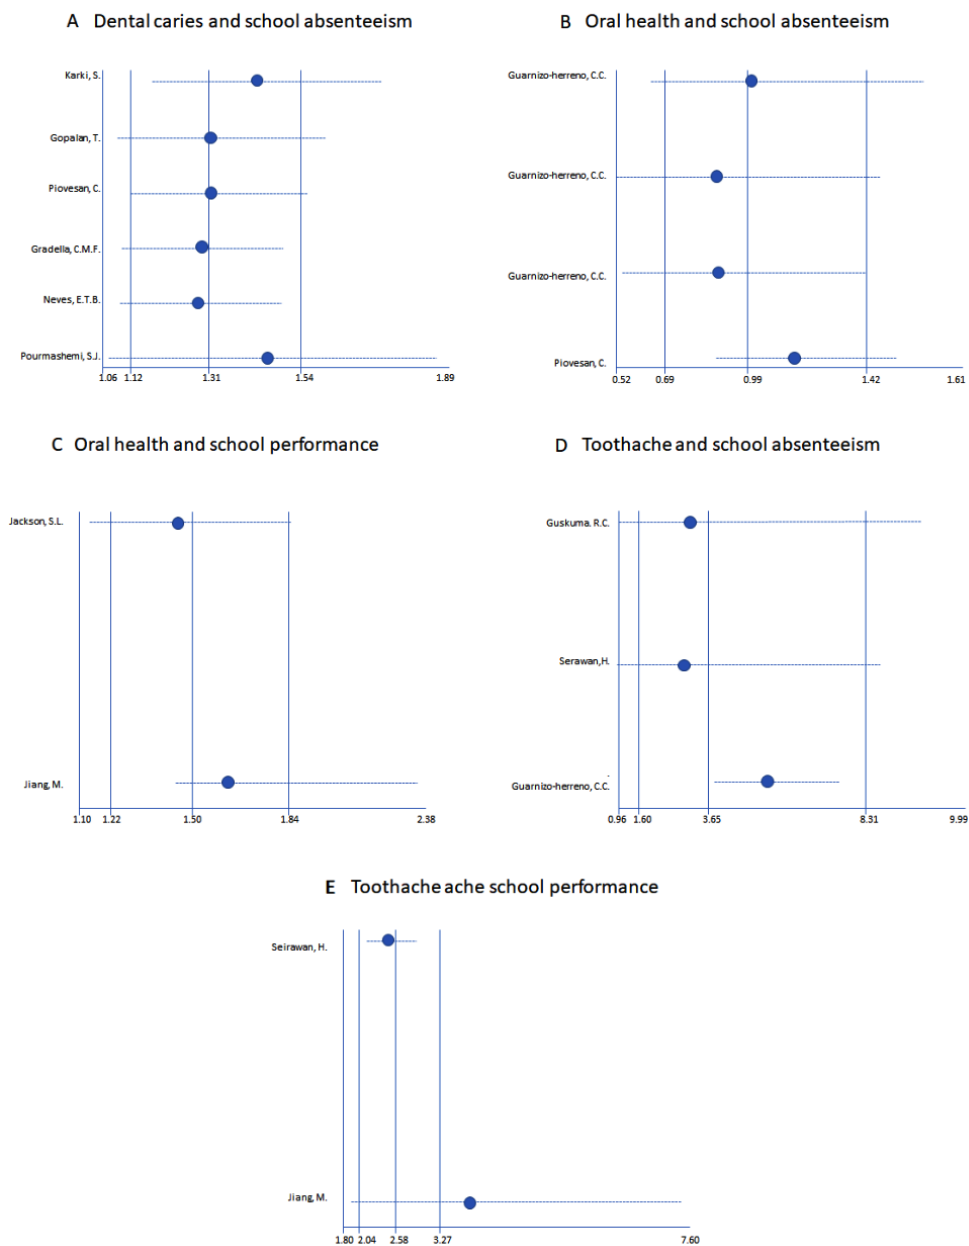 A Dental caries and school absenteeism
Karki, S.
Gopalan, T.
Piovesan, C.
Gradella, C.M.F.
Neves, E.T.B.
Pourmashemi, S.J.
1.06 1.12 1.31 1.54 1.89
B Oral health and school absenteeism
Guarnizo-herreno, C.C.
Guarnizo-herreno, C.C.
Guarnizo-herreno, C.C.
Piovesan, C.
0.52 0.69 0.99 1.42 1.61
C Oral health and school performance
Jackson, S.L.
Jiang, M.
1.10 1.22 1.50 1.84 2.38
D Toothache and school absenteeism
Guskuma. R.C.
Serawan,H.
Guarnizo-herreno, C.C.
0.96 1.60 3.65 8.31 9.99
E Toothache ache school performance
Seirawan, H.
Jiang, M.
1.80 2.04 2.58 3.27 7.60